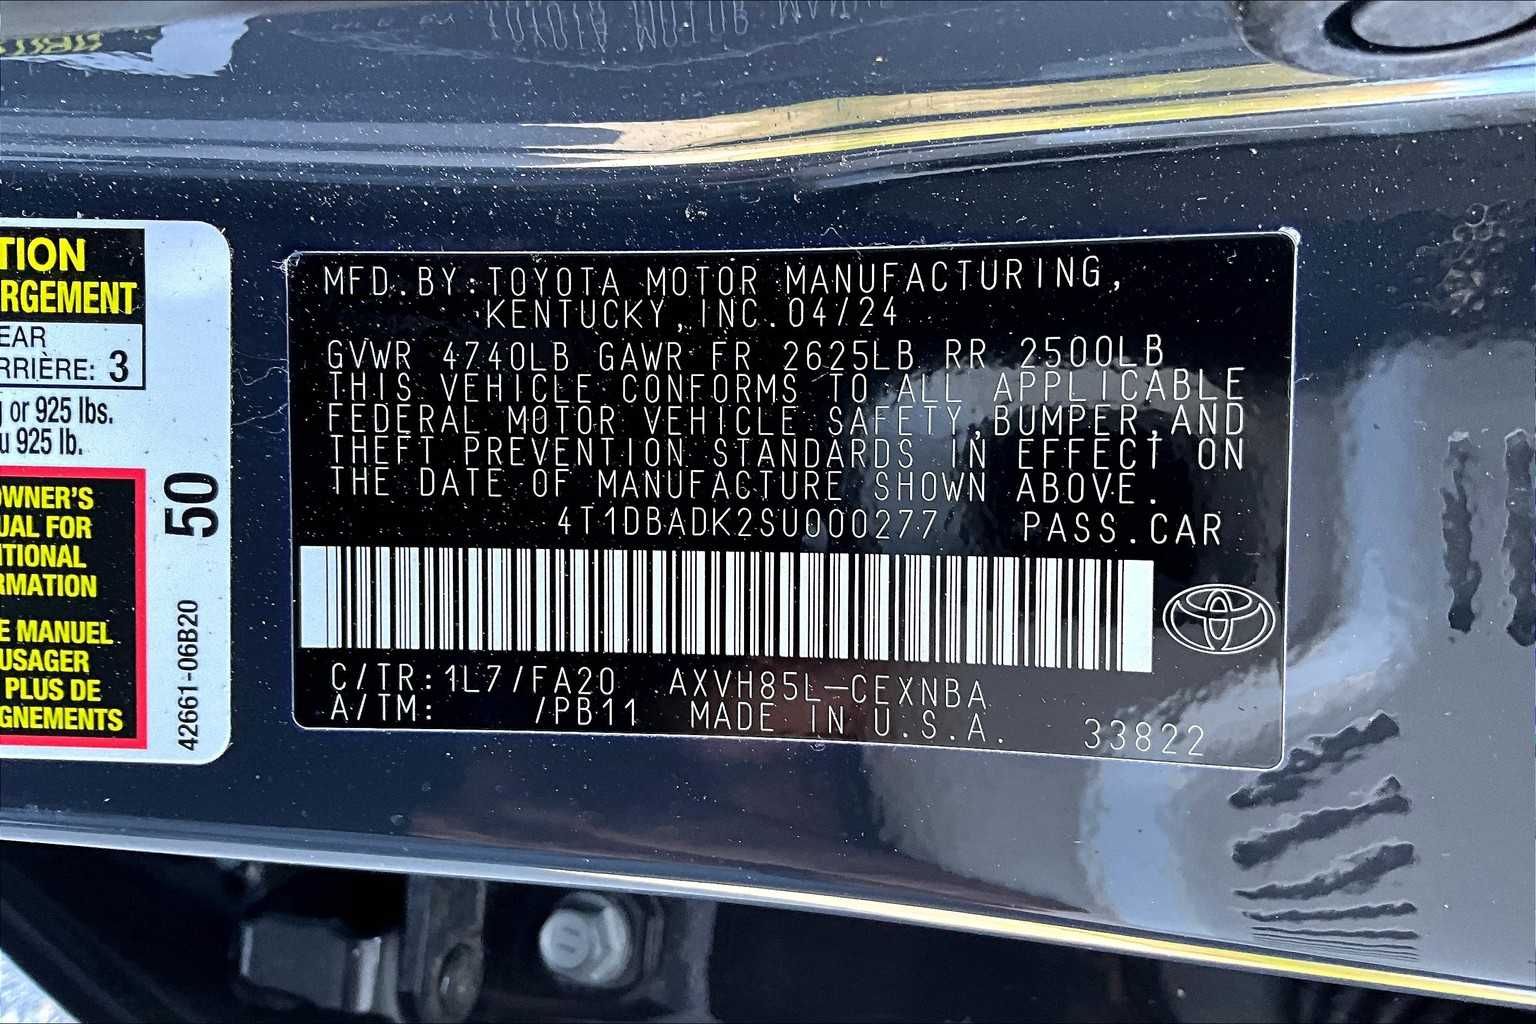 TION
RGEMENT
EAR
RRIÈRE: 3
g or 925 lbs.
u 925 lb.
OWNER'S
UAL FOR
ITIONAL
RMATION
E MANUEL
USAGER
PLUS DE
IGNEMENTS
50
42661-06B20
MFD.BY:TOYOTA MOTOR MANUFACTURING,
KENTUCKY,INC.04/24
GVWR 4740LB GAWR FR 2625LB RR 2500LB
THIS VEHICLE CONFORMS TO ALL APPLICABLE
FEDERAL MOTOR VEHICLE SAFETY,BUMPER,AND
THEFT PREVENTION STANDARDS IN EFFECT ON
THE DATE OF MANUFACTURE SHOWN ABOVE.
4T1DBADK2SU000277 PASS.CAR
C/TR:1L7/FA20 AXVH85L-CEXNBA
A/TM: /PB11 MADE IN U.S.A.
33822